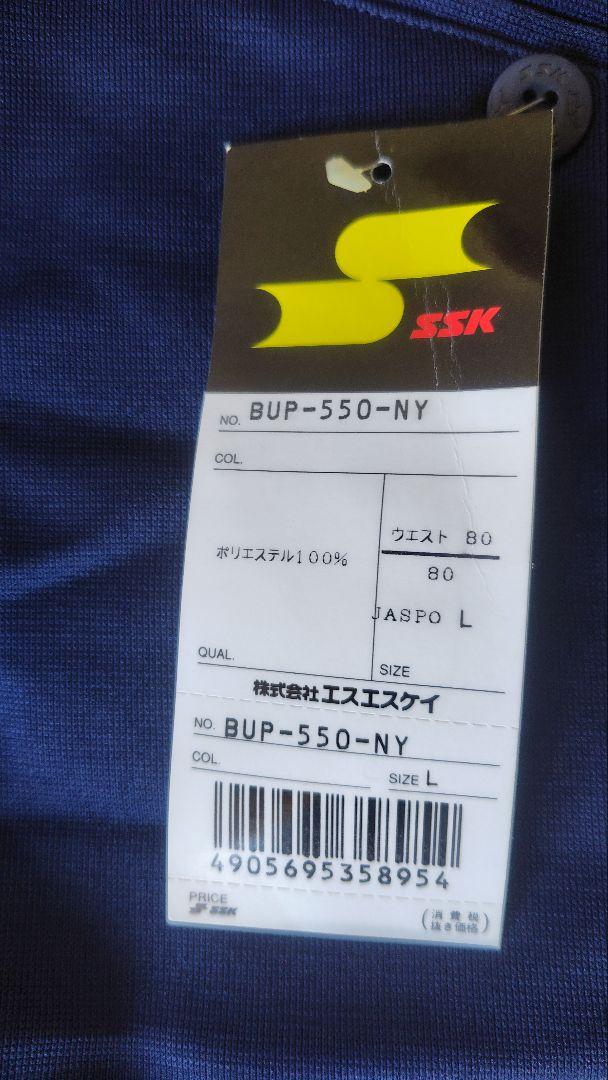 SSK
SSK
NO. BUP-550-NY
COL.
ポリエステル100%
ウエスト 80
80
JASPO L
QUAL.
SIZE
株式会社エスエスケイ
NO. BUP-550-NY
COL.
SIZE L
4905695358954
PRICE
SSK
(消費税
抜き価格)